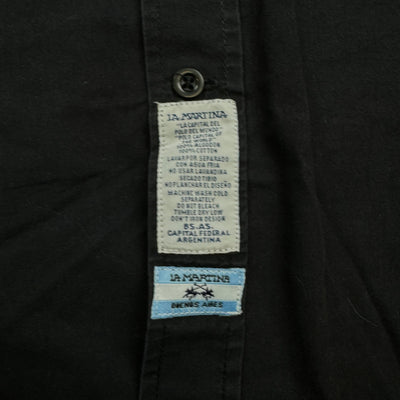 LA MARTINA
"LA CAPITAL DEL
POLO DEL MUNDO"
"POLO CAPITAL OF
THE WORLD"
100% ALGODON
100% COTTON
LAVAR POR SEPARADO
CON AGUA FRIA
NO USAR LAVANDINA
SECADO TIBIO
NO PLANCHAR EL DISEÑO
MACHINE WASH COLD
SEPARATELY
DO NOT BLEACH
TUMBLE DRY LOW
DON'T IRON DESIGN
BS.AS.
CAPITAL FEDERAL
ARGENTINA
LA MARTINA
BUENOS AIRES